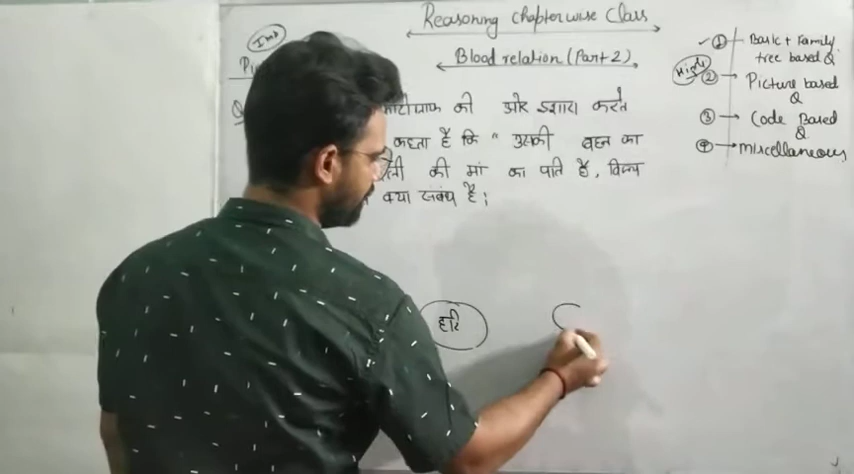 Reasoning Chapterwise Class
Imp
Blood relation (Part 2)
की ओर इशारा करते
कहता है कि " उसकी बहन का
की मां का पति है, विनय
क्या संबंध है;
हरि
① Basic + Family
tree based Q
Hindi ② → Picture based
Q
③ → Code Based
Q
④ → miscellaneous